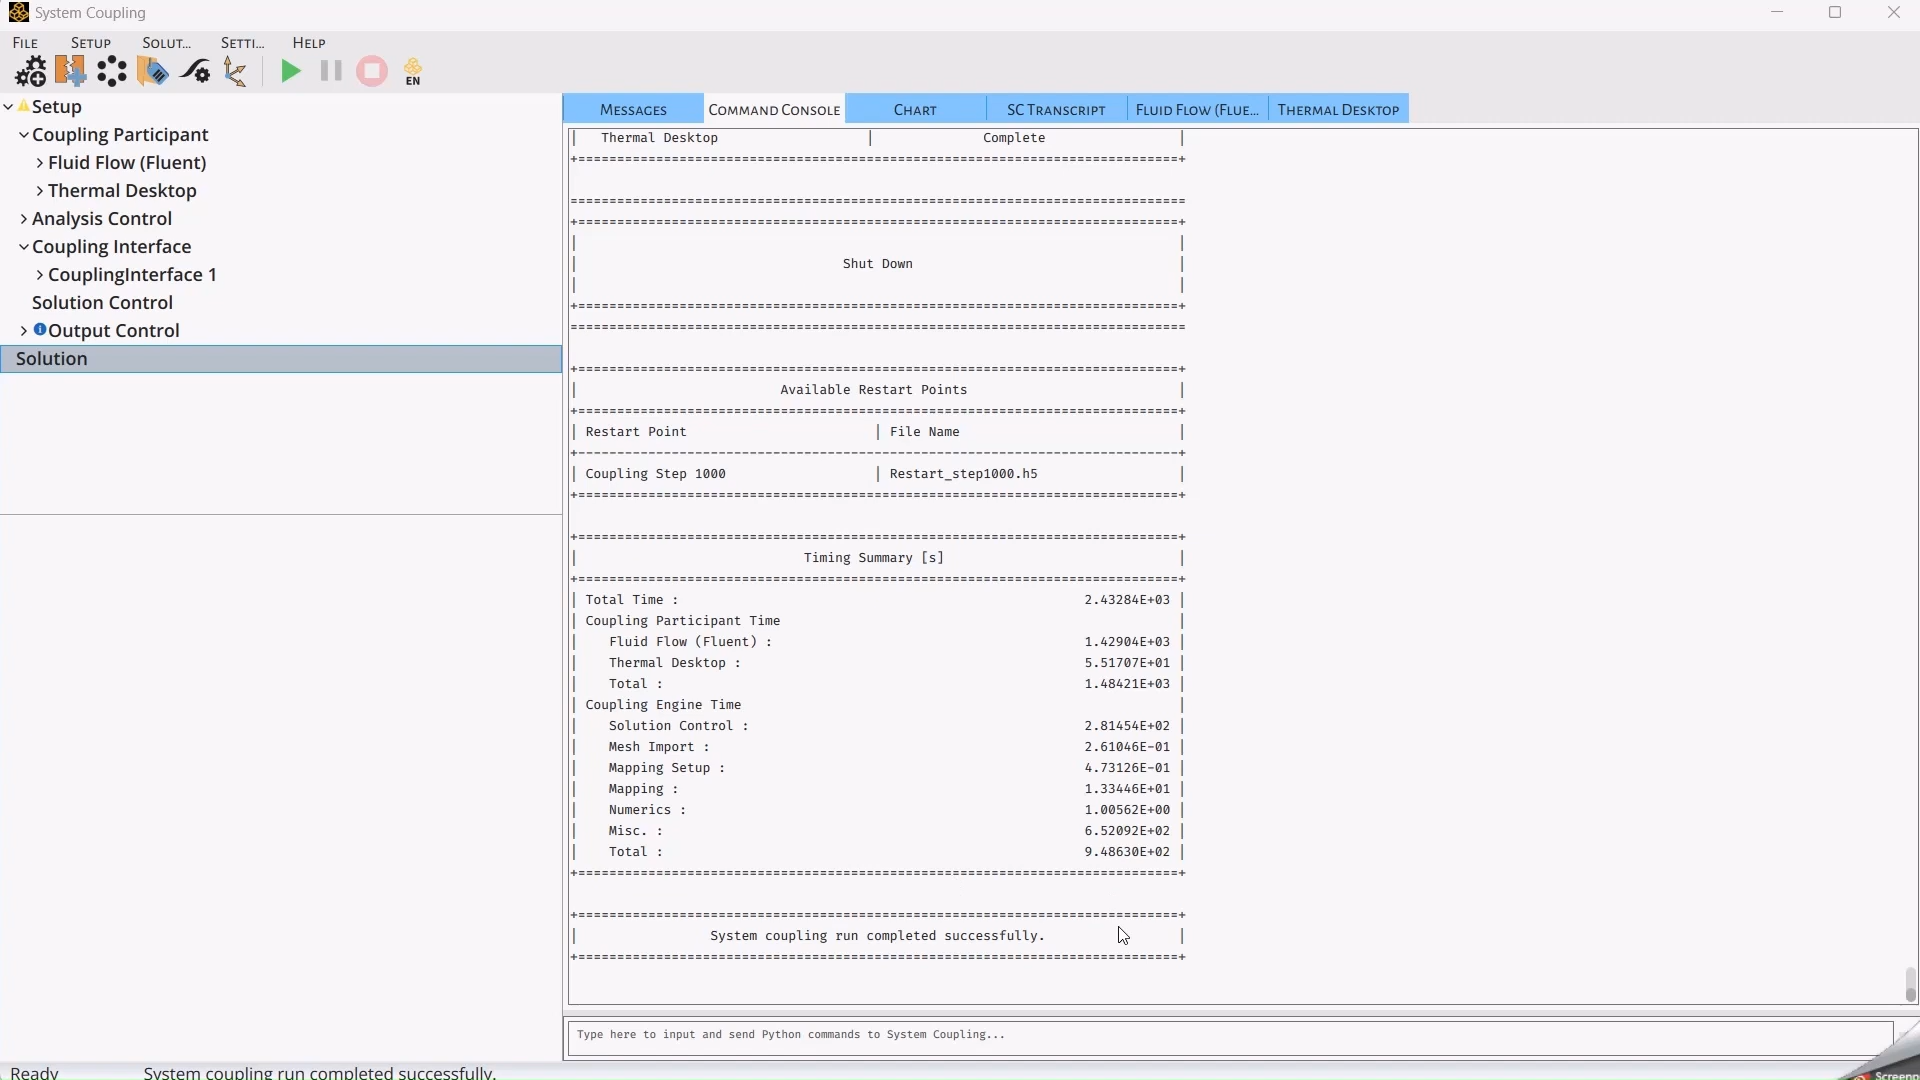 System Coupling
FILE SETUP SOLUT... SETTI... HELP
EN
Setup
Coupling Participant
Fluid Flow (Fluent)
Thermal Desktop
Analysis Control
Coupling Interface
CouplingInterface 1
Solution Control
Output Control
Solution
MESSAGES COMMAND CONSOLE CHART SC TRANSCRIPT FLUID FLOW (FLUE... THERMAL DESKTOP
| Thermal Desktop | Complete |
+=============================================================================+
===============================================================================
+=============================================================================+
| |
| Shut Down |
| |
+=============================================================================+
===============================================================================
+=============================================================================+
| Available Restart Points |
+=============================================================================+
| Restart Point | File Name |
+-----------------------------------------------------------------------------+
| Coupling Step 1000 | Restart_step1000.h5 |
+=============================================================================+
+=============================================================================+
| Timing Summary [s] |
+=============================================================================+
| Total Time : 2.43284E+03 |
| Coupling Participant Time |
| Fluid Flow (Fluent) : 1.42904E+03 |
| Thermal Desktop : 5.51707E+01 |
| Total : 1.48421E+03 |
| Coupling Engine Time |
| Solution Control : 2.81454E+02 |
| Mesh Import : 2.61046E-01 |
| Mapping Setup : 4.73126E-01 |
| Mapping : 1.33446E+01 |
| Numerics : 1.00562E+00 |
| Misc. : 6.52092E+02 |
| Total : 9.48630E+02 |
+=============================================================================+
+=============================================================================+
| System coupling run completed successfully. |
+=============================================================================+
Type here to input and send Python commands to System Coupling...
Ready System coupling run completed successfully.